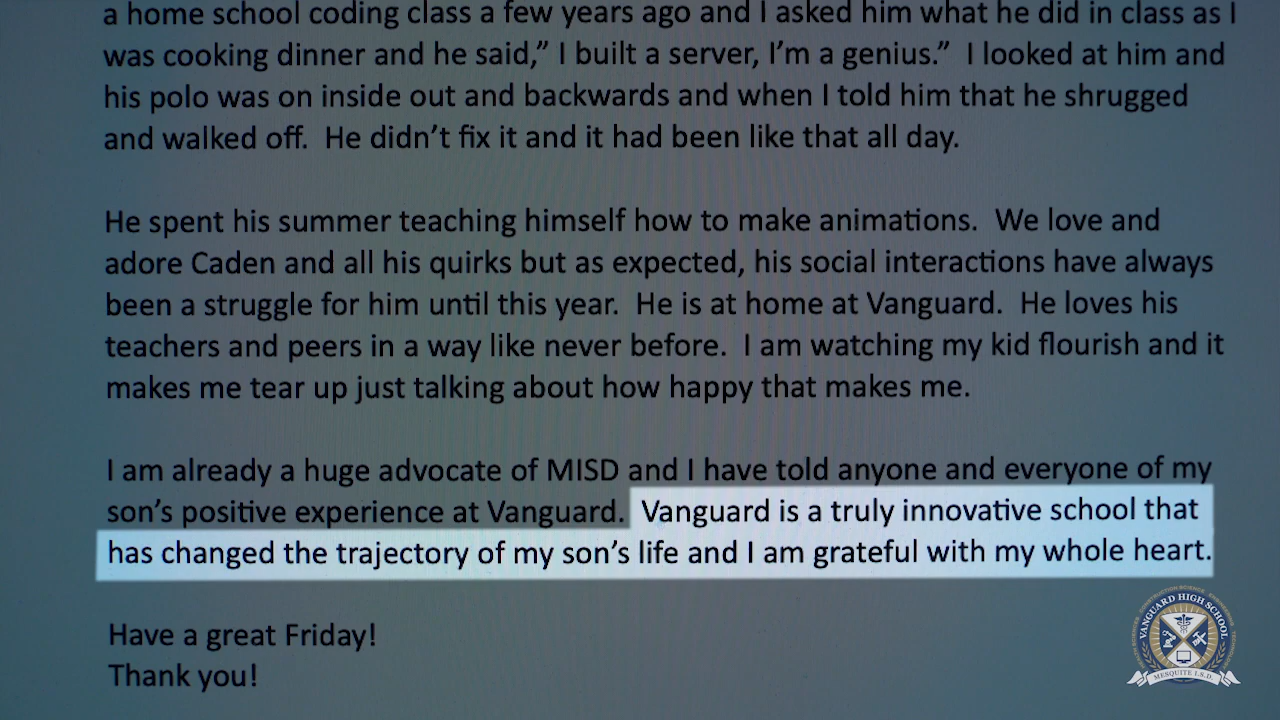 a home school coding class a few years ago and I asked him what he did in class as I
was cooking dinner and he said,” I built a server, I’m a genius.”  I looked at him and
his polo was on inside out and backwards and when I told him that he shrugged
and walked off.  He didn’t fix it and it had been like that all day.
He spent his summer teaching himself how to make animations.  We love and
adore Caden and all his quirks but as expected, his social interactions have always
been a struggle for him until this year.  He is at home at Vanguard.  He loves his
teachers and peers in a way like never before.  I am watching my kid flourish and it
makes me tear up just talking about how happy that makes me.
I am already a huge advocate of MISD and I have told anyone and everyone of my
son’s positive experience at Vanguard.  Vanguard is a truly innovative school that
has changed the trajectory of my son’s life and I am grateful with my whole heart.
Have a great Friday!
Thank you!
VANGUARD HIGH SCHOOL
MESQUITE I.S.D.